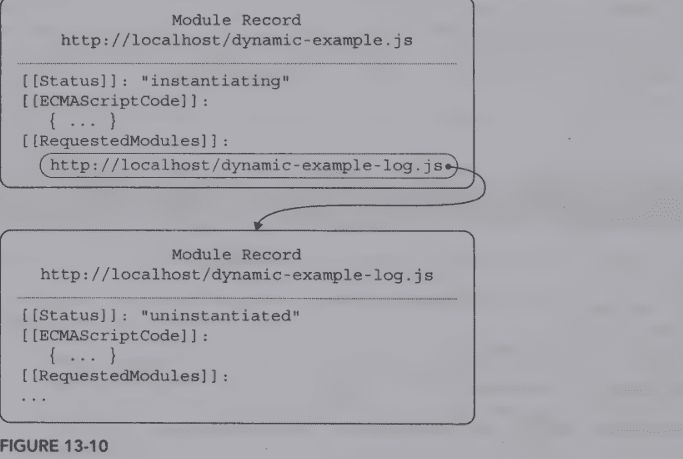 Module Record
http://localhost/dynamic-example.js
[[Status]]: "instantiating"
[[ECMAScriptCode]]:
{ ... }
[[RequestedModules]]:
http://localhost/dynamic-example-log.js
Module Record
http://localhost/dynamic-example-log.js
[[Status]]: "uninstantiated"
[[ECMAScriptCode]]:
{ ... }
[[RequestedModules]]:
...
FIGURE 13-10